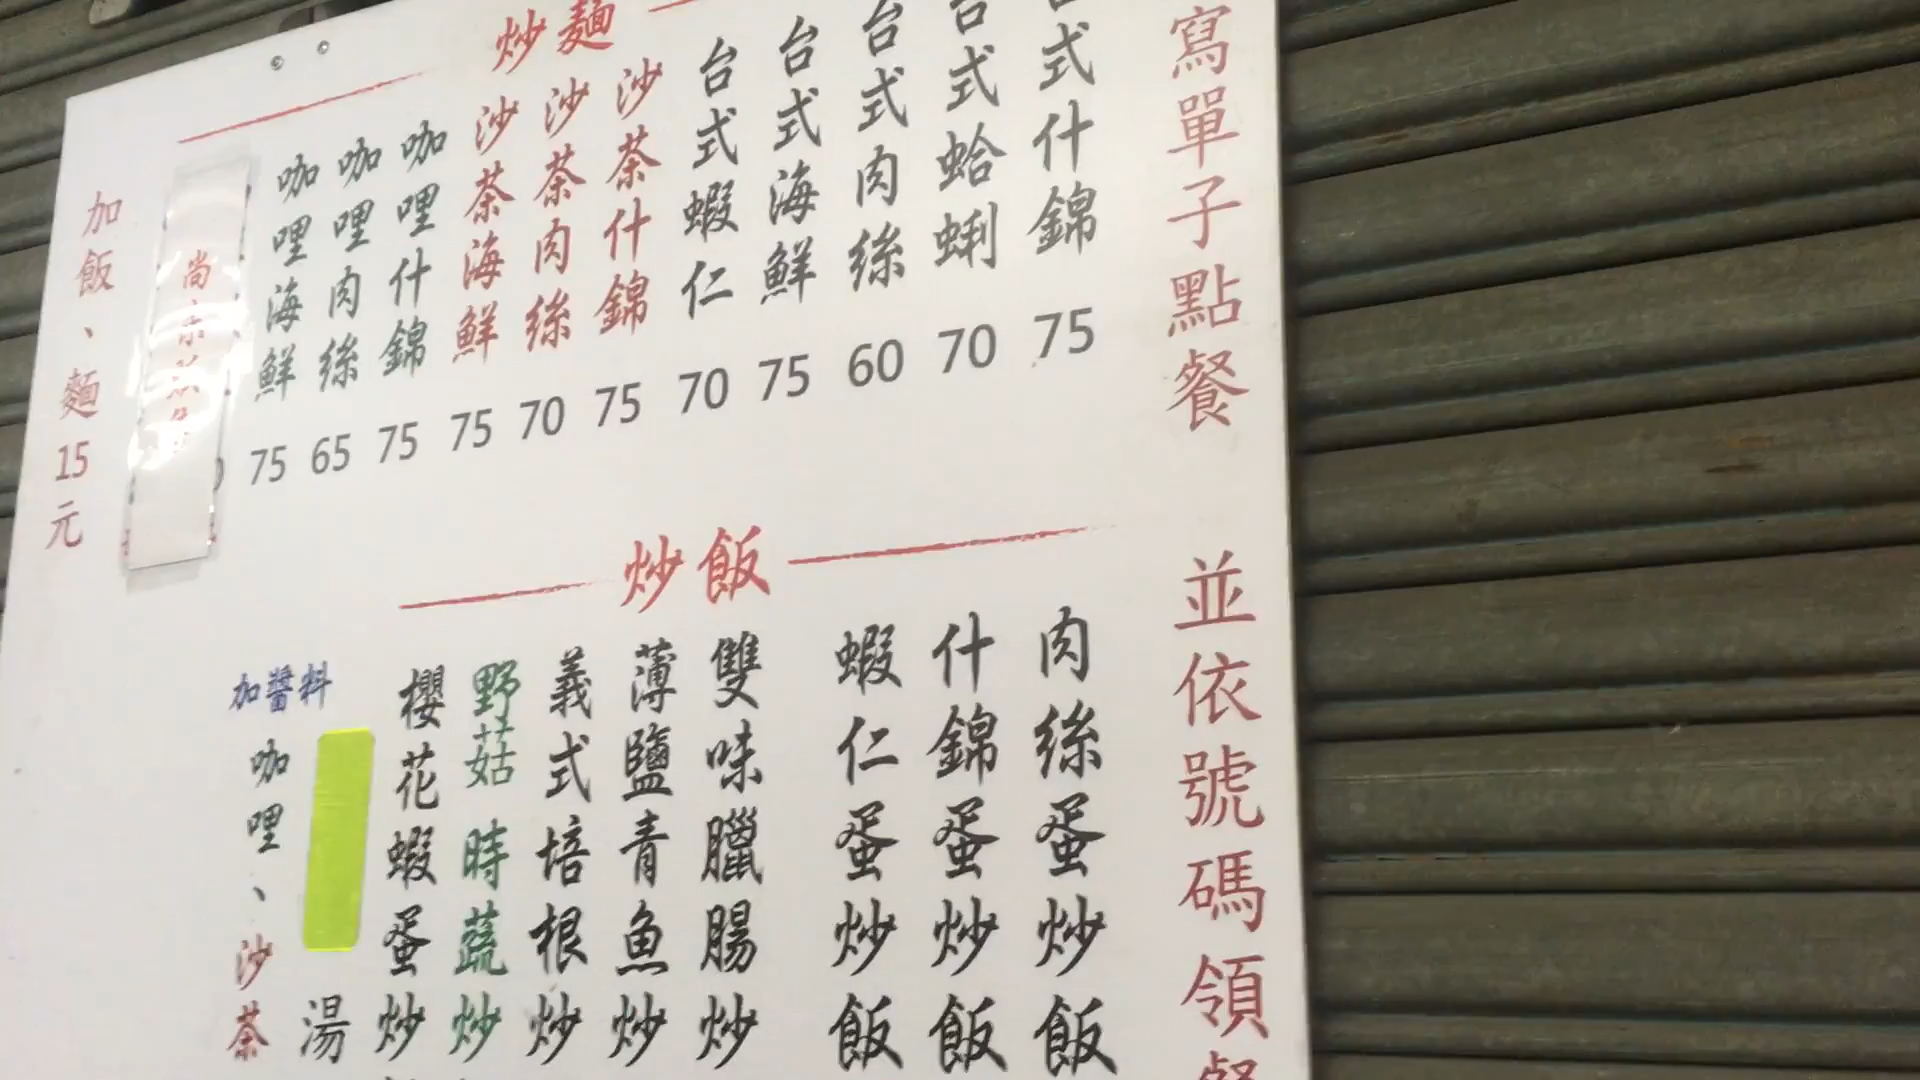 寫單子點餐 並依號碼領餐
炒麵
台式什錦 75
台式蛤蜊 70
台式肉絲 60
台式海鮮 75
台式蝦仁 70
沙茶什錦 75
沙茶肉絲 70
沙茶海鮮 75
咖哩什錦 75
咖哩肉絲 65
咖哩海鮮 75
加飯、麵15元
炒飯
肉絲蛋炒飯
什錦蛋炒飯
蝦仁蛋炒飯
雙味臘腸炒
薄鹽青魚炒
義式培根炒
野菇時蔬炒
櫻花蝦蛋炒
湯
加醬料
咖哩、沙茶